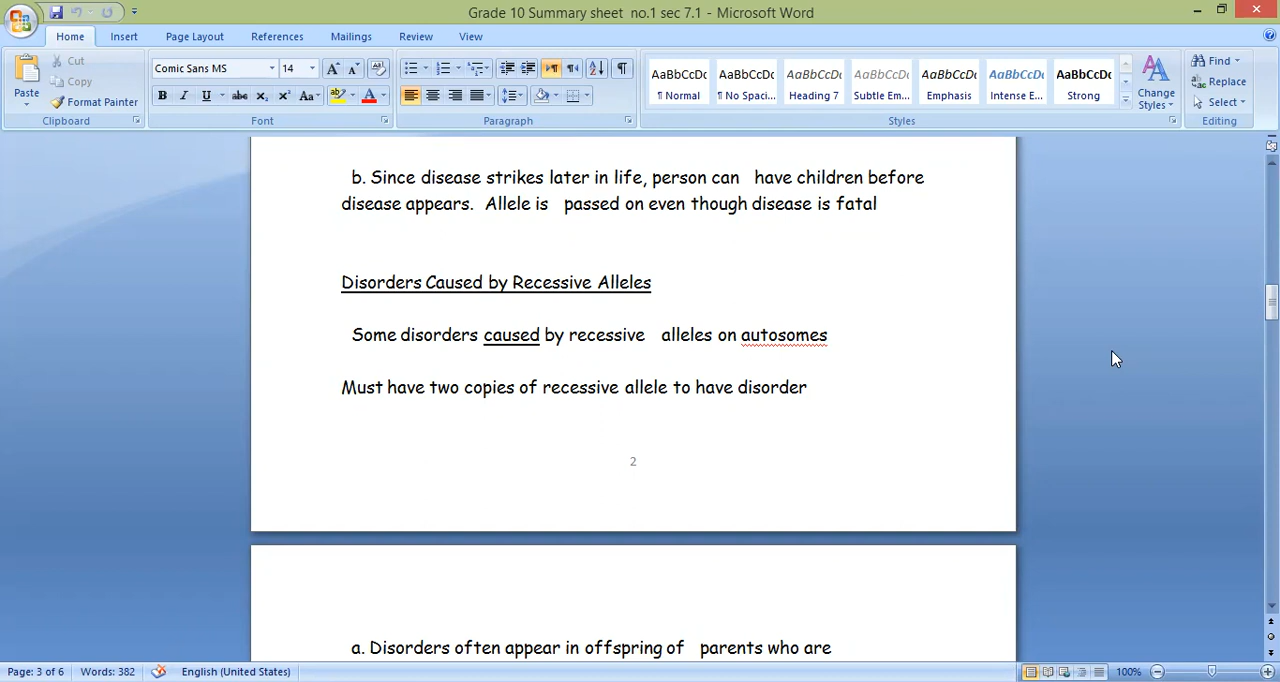 Grade 10 Summary sheet  no.1 sec 7.1 - Microsoft Word
Home Insert Page Layout References Mailings Review View
Paste Cut Copy Format Painter
Clipboard
Comic Sans MS 14
B I U abe X₂ X² Aa
Font
Paragraph
AaBbCcDc AaBbCcDc AaBbCcDc AaBbCcDc AaBbCcDc AaBbCcDc AaBbCcDc
¶ Normal ¶ No Spaci... Heading 7 Subtle Em... Emphasis Intense E... Strong
Change Styles
Styles
Find
Replace
Select
Editing
b. Since disease strikes later in life, person can   have children before
disease appears.  Allele is   passed on even though disease is fatal
Disorders Caused by Recessive Alleles
Some disorders caused by recessive   alleles on autosomes
Must have two copies of recessive allele to have disorder
2
a. Disorders often appear in offspring of   parents who are
Page: 3 of 6 Words: 382 English (United States) 100%